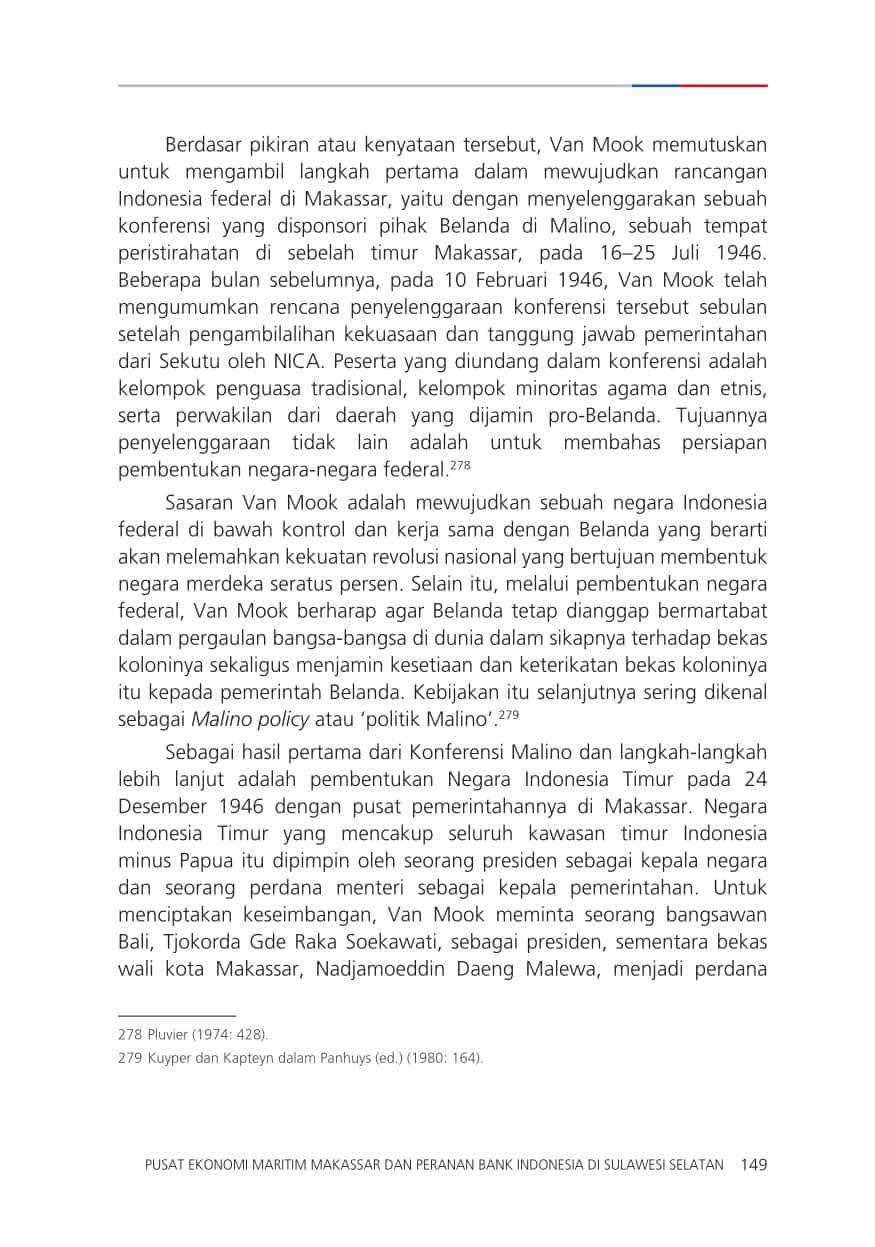 Berdasar pikiran atau kenyataan tersebut, Van Mook memutuskan
untuk mengambil langkah pertama dalam mewujudkan rancangan
Indonesia federal di Makassar, yaitu dengan menyelenggarakan sebuah
konferensi yang disponsori pihak Belanda di Malino, sebuah tempat
peristirahatan di sebelah timur Makassar, pada 16–25 Juli 1946.
Beberapa bulan sebelumnya, pada 10 Februari 1946, Van Mook telah
mengumumkan rencana penyelenggaraan konferensi tersebut sebulan
setelah pengambilalihan kekuasaan dan tanggung jawab pemerintahan
dari Sekutu oleh NICA. Peserta yang diundang dalam konferensi adalah
kelompok penguasa tradisional, kelompok minoritas agama dan etnis,
serta perwakilan dari daerah yang dijamin pro-Belanda. Tujuannya
penyelenggaraan tidak lain adalah untuk membahas persiapan
pembentukan negara-negara federal.278
Sasaran Van Mook adalah mewujudkan sebuah negara Indonesia
federal di bawah kontrol dan kerja sama dengan Belanda yang berarti
akan melemahkan kekuatan revolusi nasional yang bertujuan membentuk
negara merdeka seratus persen. Selain itu, melalui pembentukan negara
federal, Van Mook berharap agar Belanda tetap dianggap bermartabat
dalam pergaulan bangsa-bangsa di dunia dalam sikapnya terhadap bekas
koloninya sekaligus menjamin kesetiaan dan keterikatan bekas koloninya
itu kepada pemerintah Belanda. Kebijakan itu selanjutnya sering dikenal
sebagai Malino policy atau ‘politik Malino’.279
Sebagai hasil pertama dari Konferensi Malino dan langkah-langkah
lebih lanjut adalah pembentukan Negara Indonesia Timur pada 24
Desember 1946 dengan pusat pemerintahannya di Makassar. Negara
Indonesia Timur yang mencakup seluruh kawasan timur Indonesia
minus Papua itu dipimpin oleh seorang presiden sebagai kepala negara
dan seorang perdana menteri sebagai kepala pemerintahan. Untuk
menciptakan keseimbangan, Van Mook meminta seorang bangsawan
Bali, Tjokorda Gde Raka Soekawati, sebagai presiden, sementara bekas
wali kota Makassar, Nadjamoeddin Daeng Malewa, menjadi perdana
278 Pluvier (1974: 428).
279 Kuyper dan Kapteyn dalam Panhuys (ed.) (1980: 164).
PUSAT EKONOMI MARITIM MAKASSAR DAN PERANAN BANK INDONESIA DI SULAWESI SELATAN 149